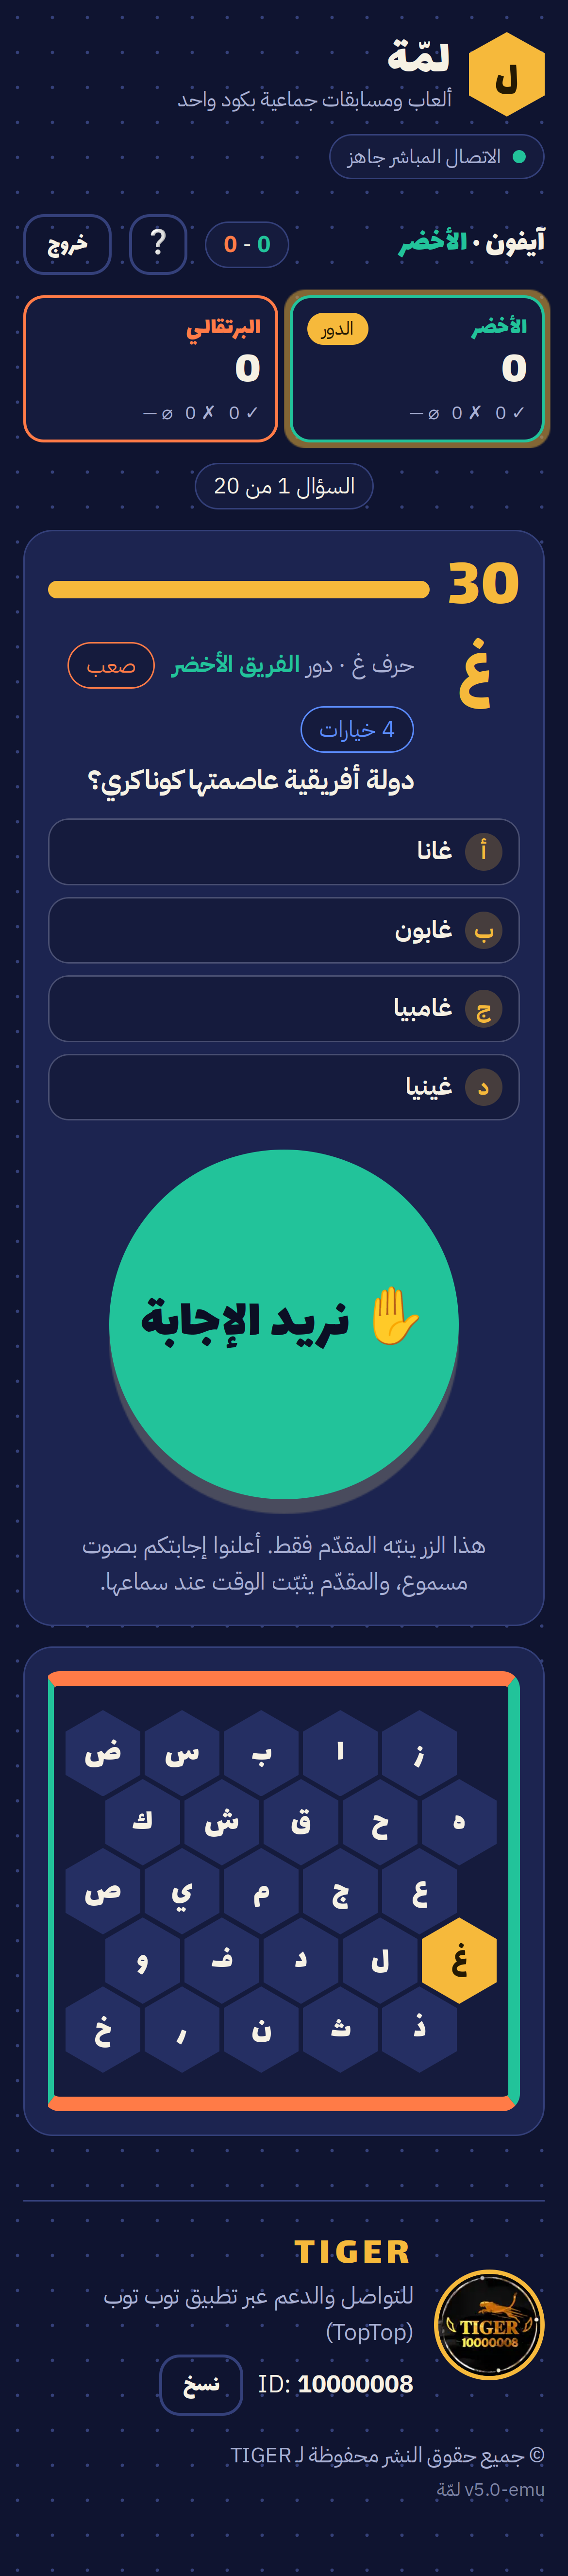 ل
لمّة
ألعاب ومسابقات جماعية بكود واحد
الاتصال المباشر جاهز
آيفون · الأخضر
0 - 0
❔
خروج
الأخضر
الدور
0
✓ 0 ✗ 0 ⌀ —
البرتقالي
0
✓ 0 ✗ 0 ⌀ —
السؤال 1 من 20
30
غ
حرف غ · دور الفريق الأخضر
صعب
4 خيارات
دولة أفريقية عاصمتها كوناكري؟
أ غانا
ب غابون
ج غامبيا
د غينيا
✋ نريد الإجابة
هذا الزر ينبّه المقدّم فقط. أعلنوا إجابتكم بصوت
مسموع، والمقدّم يثبّت الوقت عند سماعها.
ز ا ب س ض
ه ح ق ش ك
ع ج م ي ص
غ ل د ف و
ذ ث ن ر خ
TIGER
10000008
TIGER
للتواصل والدعم عبر تطبيق توب توب
(TopTop)
ID: 10000008
نسخ
© جميع حقوق النشر محفوظة لـ TIGER
لمّة v5.0-emu